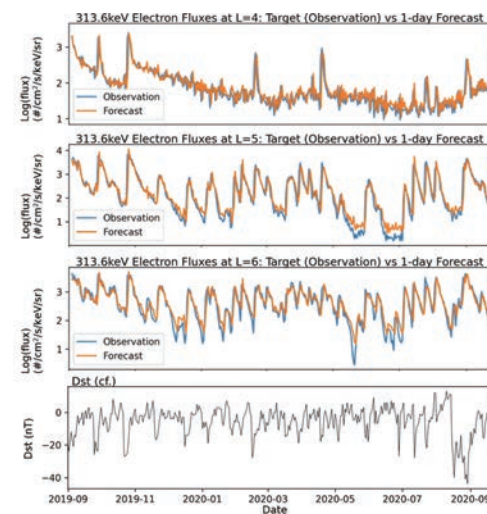 313.6keV Electron Fluxes at L=4: Target (Observation) vs 1-day Forecast
Log(flux)
(#/cm²/s/keV/sr)
3
2
1
Observation
Forecast
313.6keV Electron Fluxes at L=5: Target (Observation) vs 1-day Forecast
Log(flux)
(#/cm²/s/keV/sr)
4
3
2
1
Observation
Forecast
313.6keV Electron Fluxes at L=6: Target (Observation) vs 1-day Forecast
Log(flux)
(#/cm²/s/keV/sr)
3
2
1
Observation
Forecast
Dst (cf.)
Dst (nT)
0
−20
−40
2019-09 2019-11 2020-01 2020-03 2020-05 2020-07 2020-09
Date